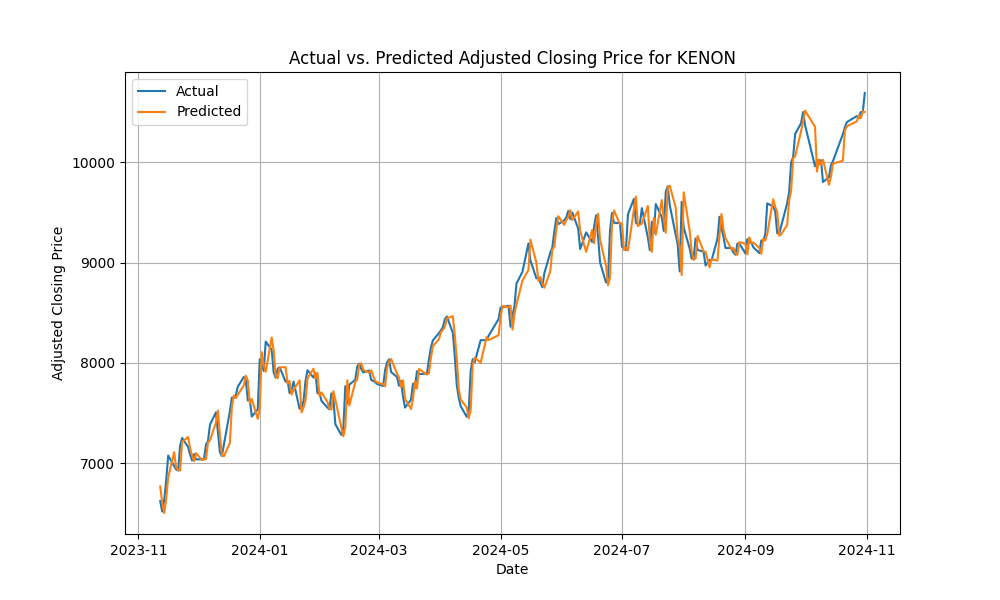 Actual vs. Predicted Adjusted Closing Price for KENON
Actual
Predicted
Adjusted Closing Price
10000
9000
8000
7000
2023-11 2024-01 2024-03 2024-05 2024-07 2024-09 2024-11
Date